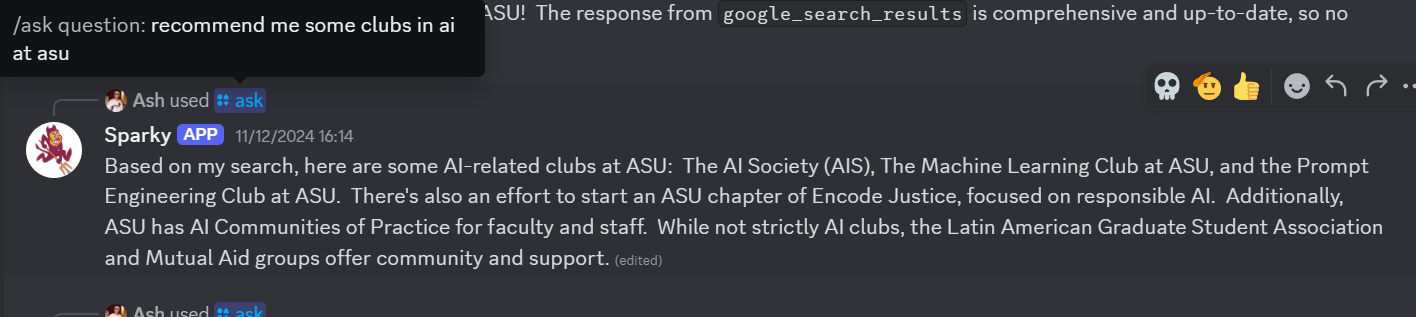 /ask question: recommend me some clubs in ai
at asu
ASU!  The response from google_search_results is comprehensive and up-to-date, so no
Ash used ask
Sparky APP 11/12/2024 16:14
Based on my search, here are some AI-related clubs at ASU:  The AI Society (AIS), The Machine Learning Club at ASU, and the Prompt
Engineering Club at ASU.  There's also an effort to start an ASU chapter of Encode Justice, focused on responsible AI.  Additionally,
ASU has AI Communities of Practice for faculty and staff.  While not strictly AI clubs, the Latin American Graduate Student Association
and Mutual Aid groups offer community and support. (edited)
Ash used ask